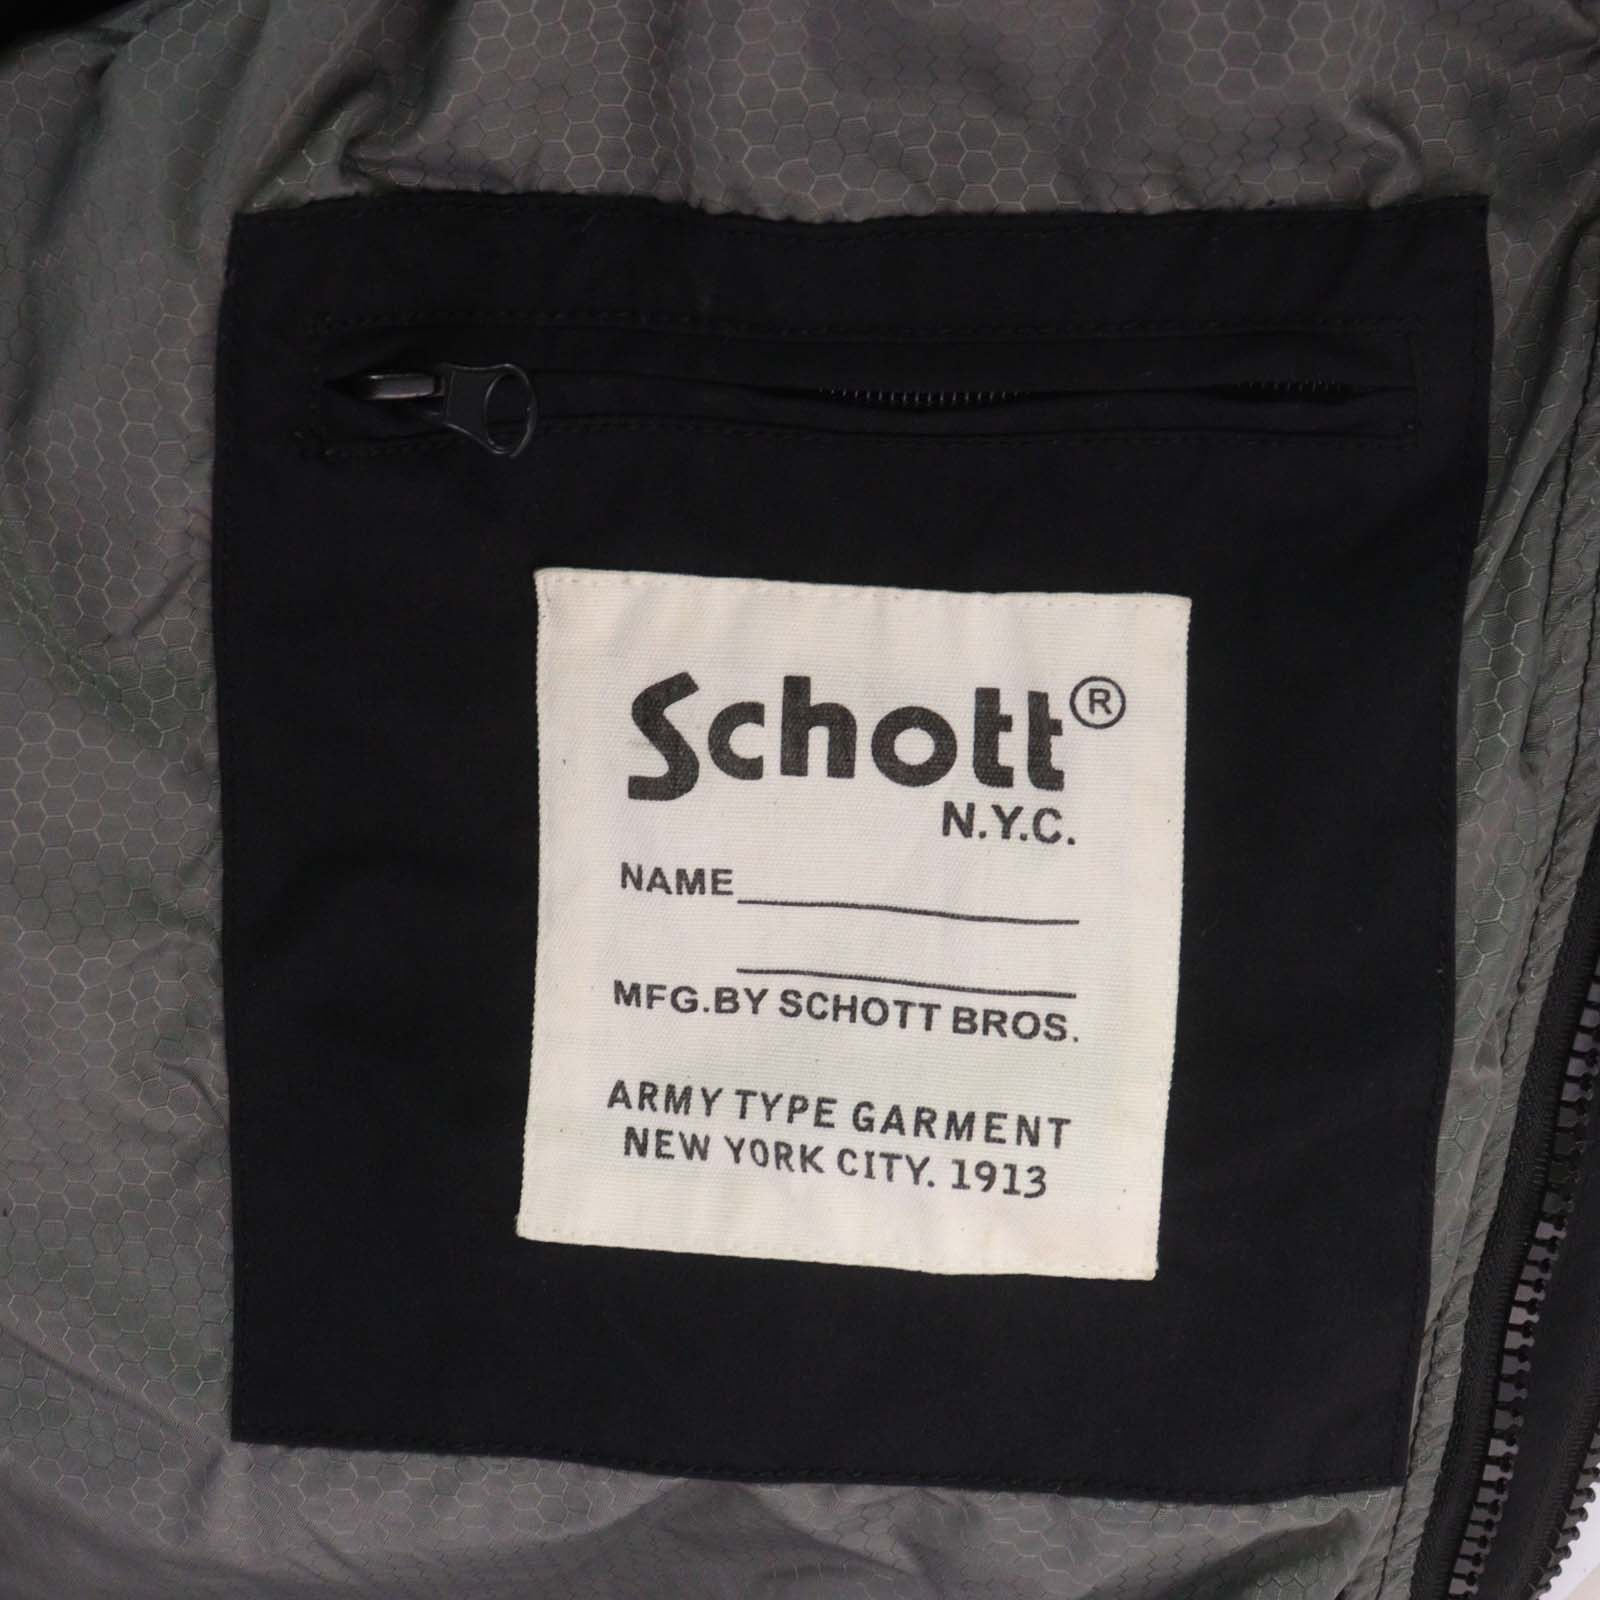 Schott®
N.Y.C.
NAME
MFG.BY SCHOTT BROS.
ARMY TYPE GARMENT
NEW YORK CITY. 1913